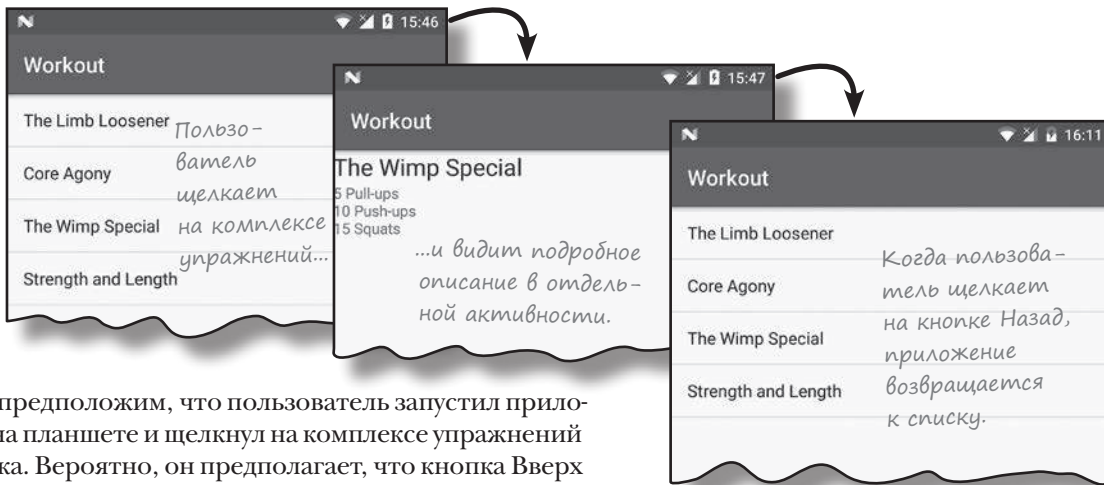 15:46
Workout
The Limb Loosener
Core Agony
The Wimp Special
Strength and Length
Пользо-
ватель
щелкает
на комплексе
упражнений...
15:47
Workout
The Wimp Special
5 Pull-ups
10 Push-ups
15 Squats
...и видит подробное
описание в отдель-
ной активности.
16:11
Workout
The Limb Loosener
Core Agony
The Wimp Special
Strength and Length
Когда пользова-
тель щелкает
на кнопке Назад,
приложение
возвращается
к списку.
предположим, что пользователь запустил прило-
на планшете и щелкнул на комплексе упражнений
ка. Вероятно, он предполагает, что кнопка Вверх